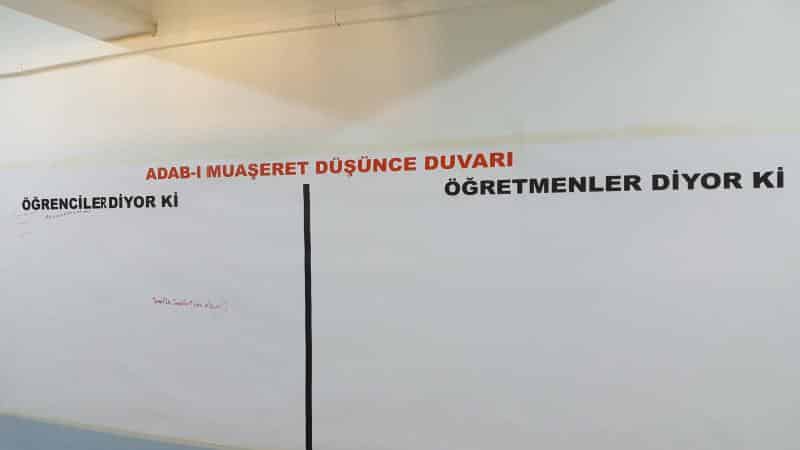 ADAB-I MUAŞERET DÜŞÜNCE DUVARI
ÖĞRENCİLER DİYOR Kİ
ÖĞRETMENLER DİYOR Kİ